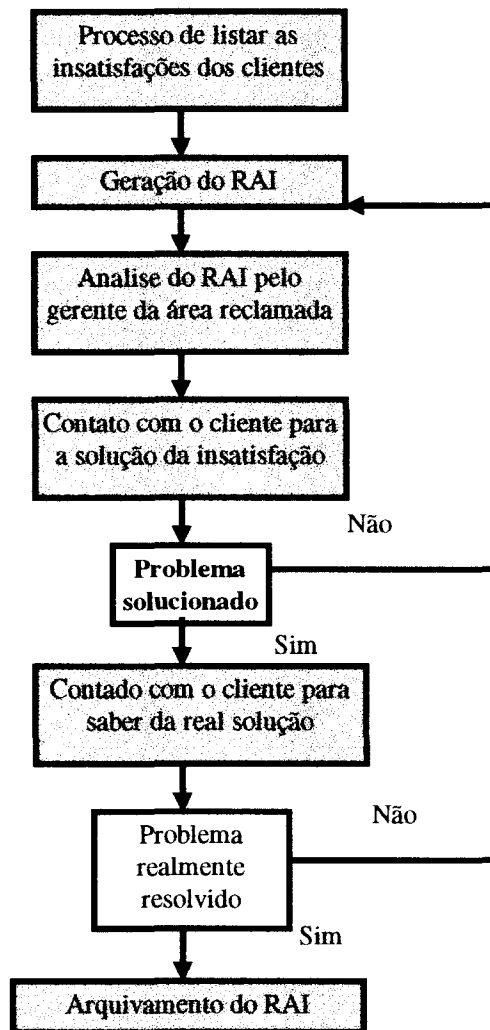 Processo de listar as
insatisfações dos clientes
Geração do RAI
Analise do RAI pelo
gerente da área reclamada
Contato com o cliente para
a solução da insatisfação
Não
Problema
solucionado
Sim
Contado com o cliente para
saber da real solução
Não
Problema
realmente
resolvido
Sim
Arquivamento do RAI